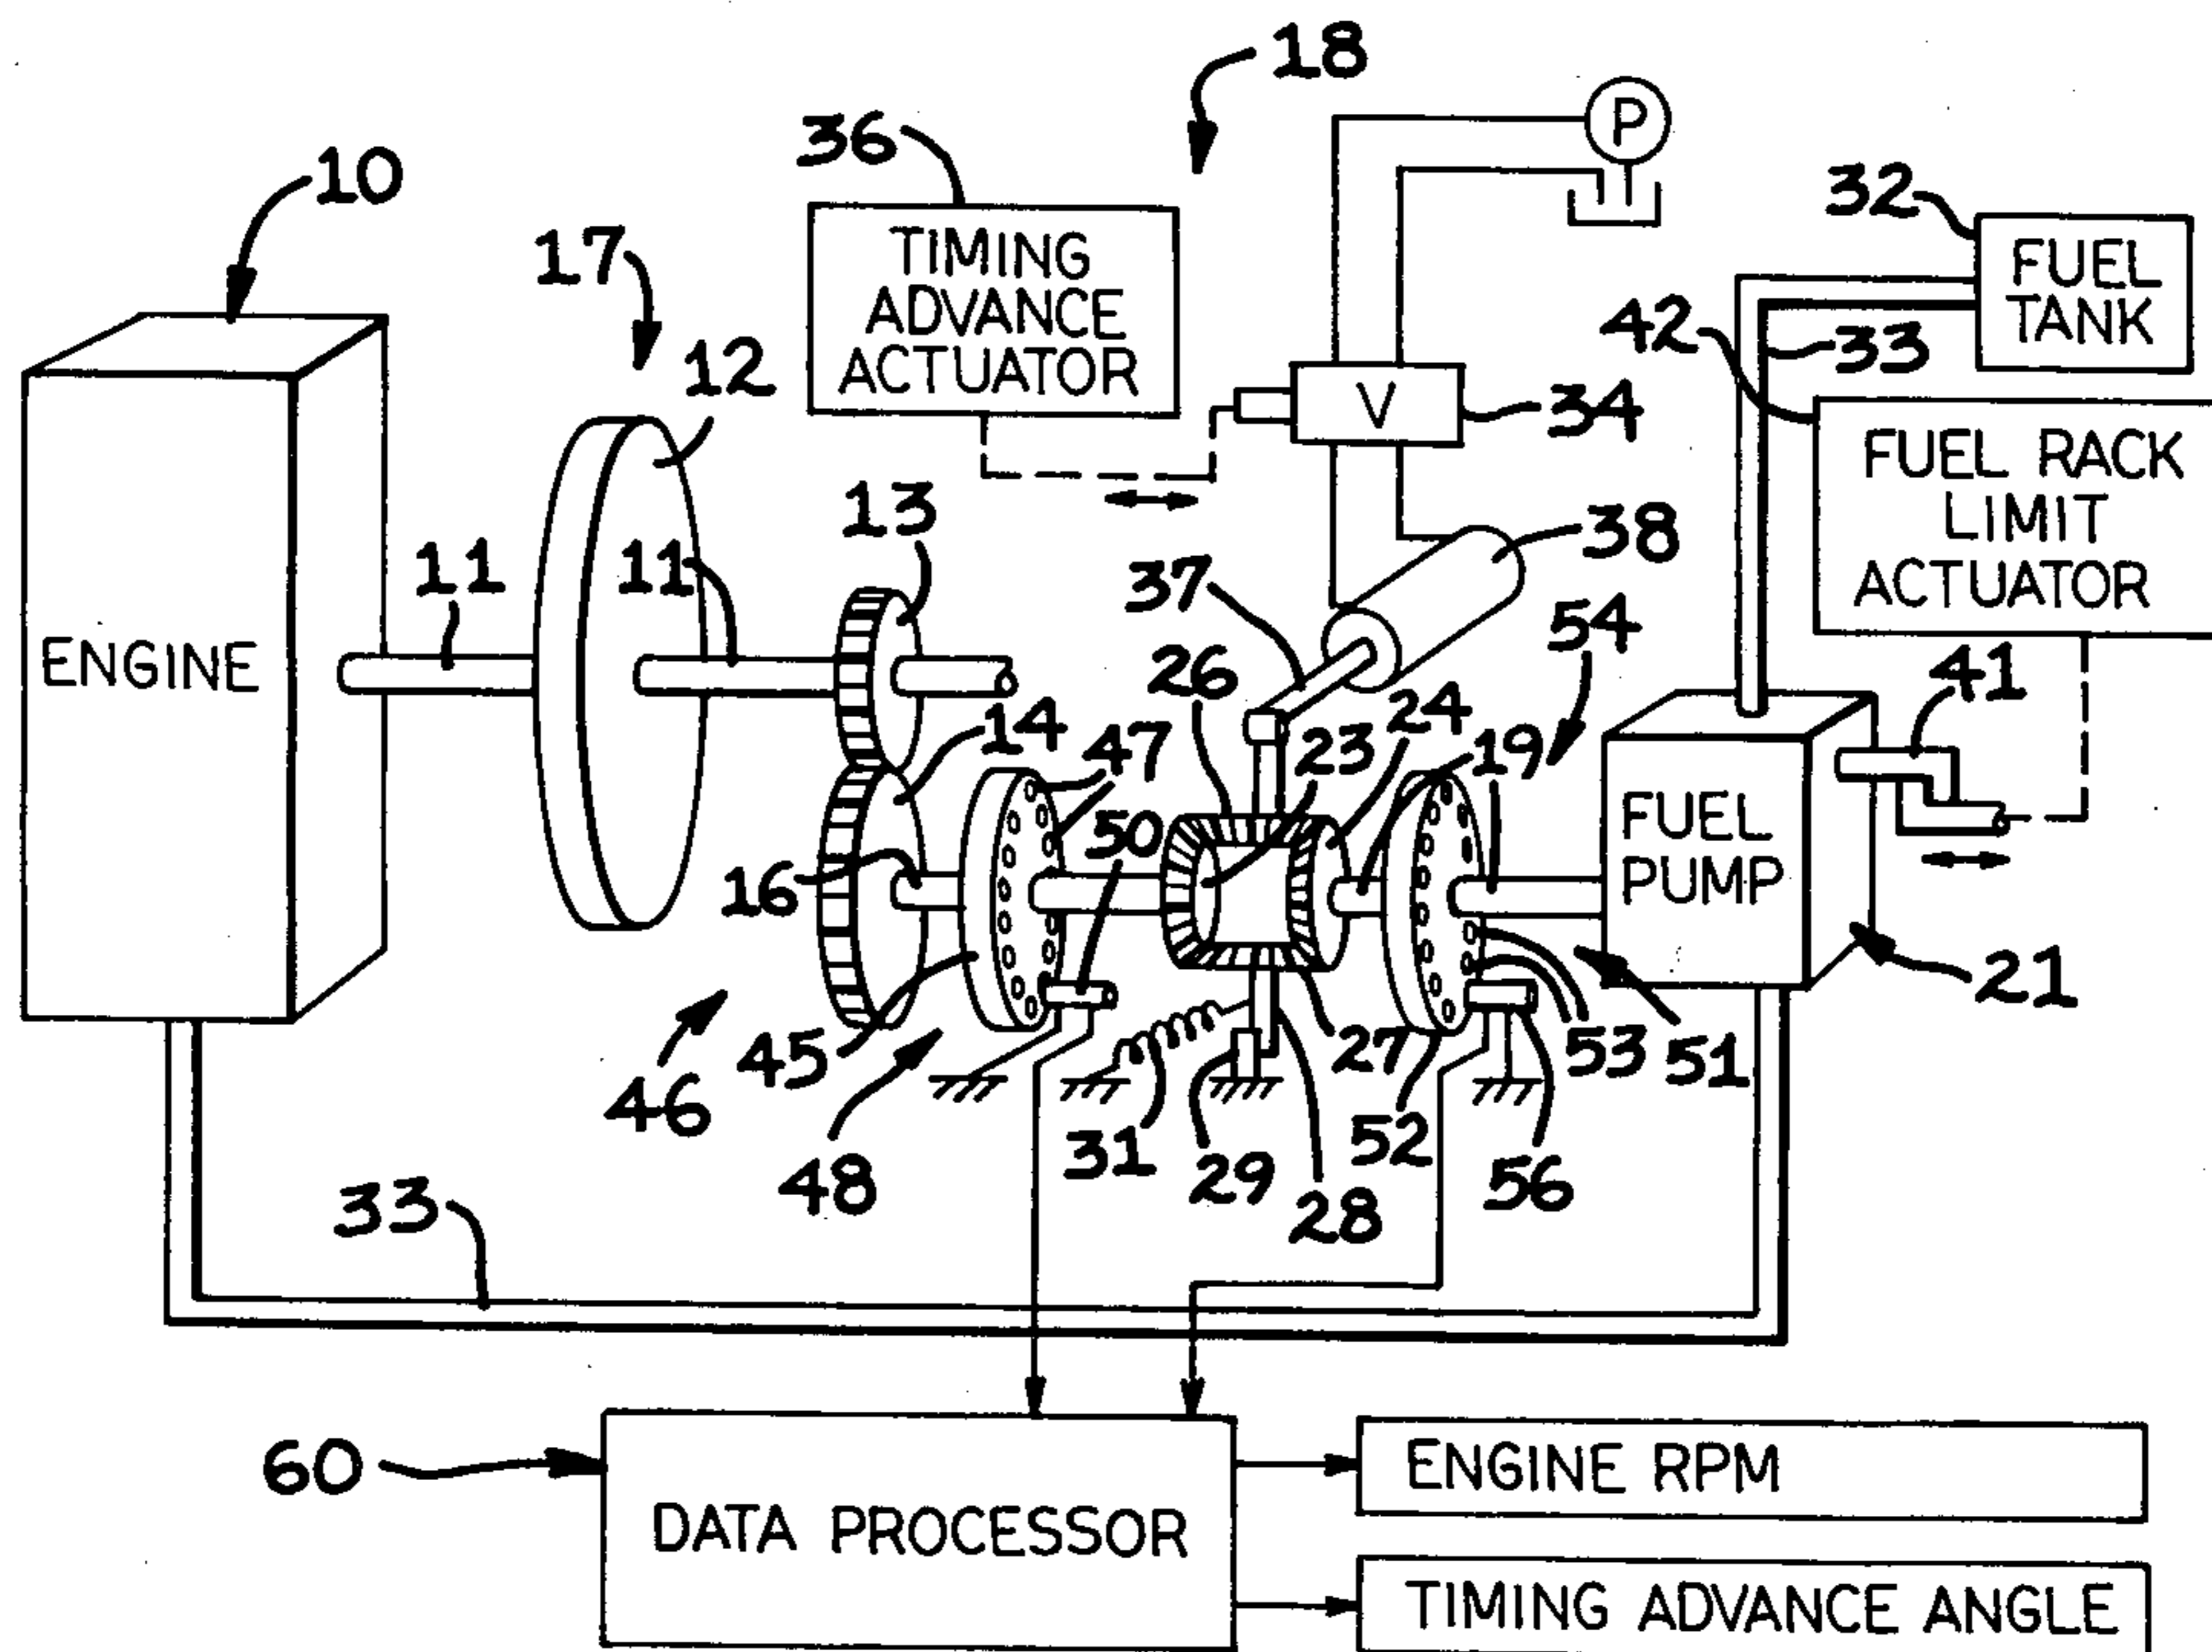 18
P
36
10
32
17
TIMING
ADVANCE
ACTUATOR
FUEL
TANK
42
33
12
V
34
FUEL RACK
LIMIT
ACTUATOR
13
38
11
11
37
54
ENGINE
26
41
14
47
23
24
19
50
FUEL
PUMP
16
21
45
27
53
51
46
31
52
48
29
28
56
33
60
DATA PROCESSOR
ENGINE RPM
TIMING ADVANCE ANGLE